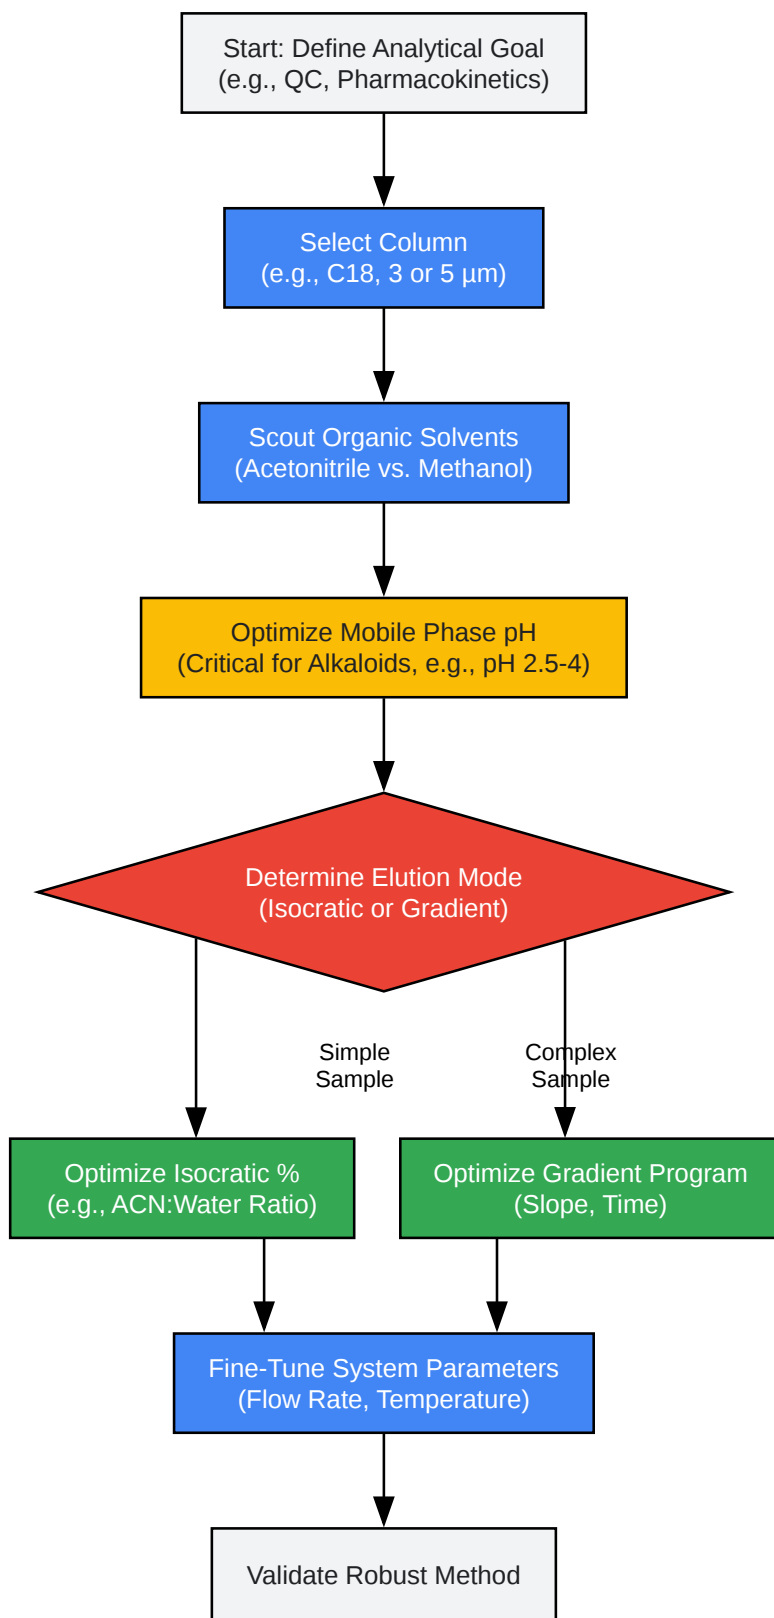 Start: Define Analytical Goal
(e.g., QC, Pharmacokinetics)
Select Column
(e.g., C18, 3 or 5 µm)
Scout Organic Solvents
(Acetonitrile vs. Methanol)
Optimize Mobile Phase pH
(Critical for Alkaloids, e.g., pH 2.5-4)
Determine Elution Mode
(Isocratic or Gradient)
Simple
Sample
Complex
Sample
Optimize Isocratic %
(e.g., ACN:Water Ratio)
Optimize Gradient Program
(Slope, Time)
Fine-Tune System Parameters
(Flow Rate, Temperature)
Validate Robust Method